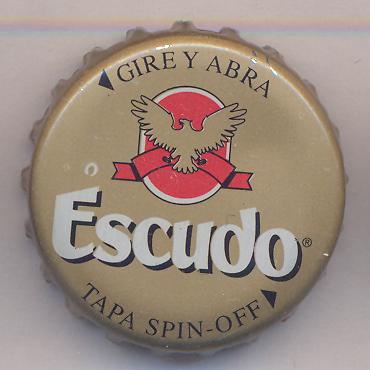 GIRE Y ABRA
Escudo®
TAPA SPIN-OFF